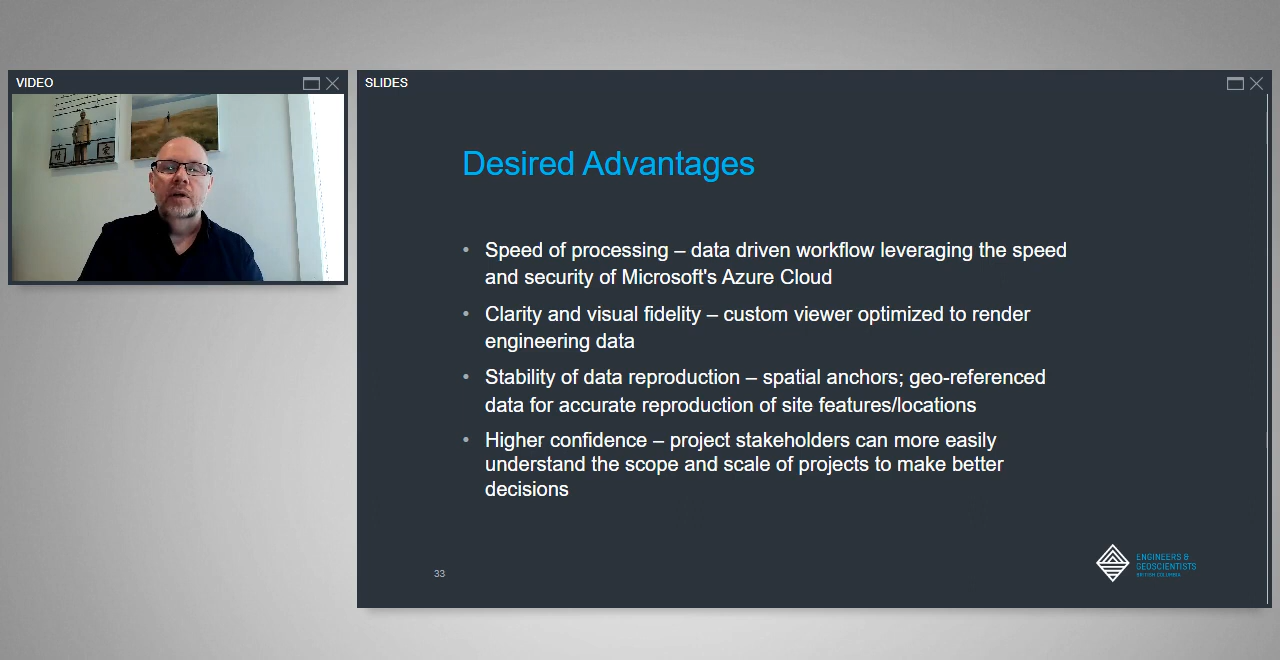 VIDEO
SLIDES
Desired Advantages
• Speed of processing – data driven workflow leveraging the speed
and security of Microsoft's Azure Cloud
• Clarity and visual fidelity – custom viewer optimized to render
engineering data
• Stability of data reproduction – spatial anchors; geo-referenced
data for accurate reproduction of site features/locations
• Higher confidence – project stakeholders can more easily
understand the scope and scale of projects to make better
decisions
33
ENGINEERS &
GEOSCIENTISTS
BRITISH COLUMBIA